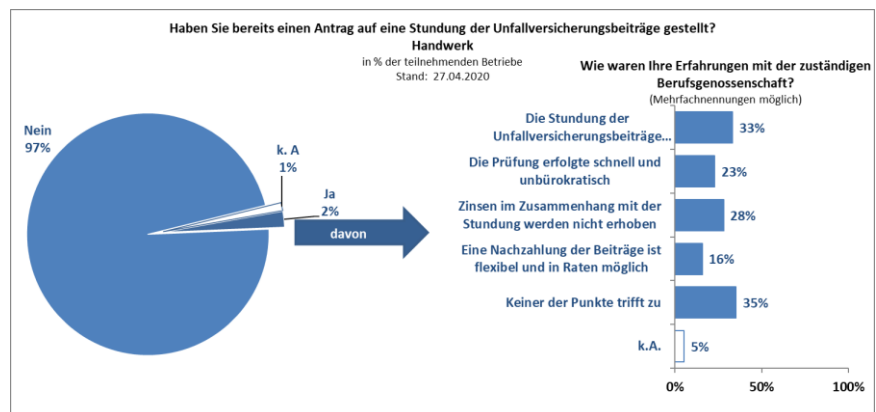 Haben Sie bereits einen Antrag auf eine Stundung der Unfallversicherungsbeiträge gestellt?
Handwerk
in % der teilnehmenden Betriebe
Stand: 27.04.2020
Nein
97%
k. A
1%
Ja
2%
davon
Wie waren Ihre Erfahrungen mit der zuständigen
Berufsgenossenschaft?
(Mehrfachnennungen möglich)
Die Stundung der
Unfallversicherungsbeiträge…
33%
Die Prüfung erfolgte schnell und
unbürokratisch
23%
Zinsen im Zusammenhang mit der
Stundung werden nicht erhoben
28%
Eine Nachzahlung der Beiträge ist
flexibel und in Raten möglich
16%
Keiner der Punkte trifft zu
35%
k.A.
5%
0%
50%
100%